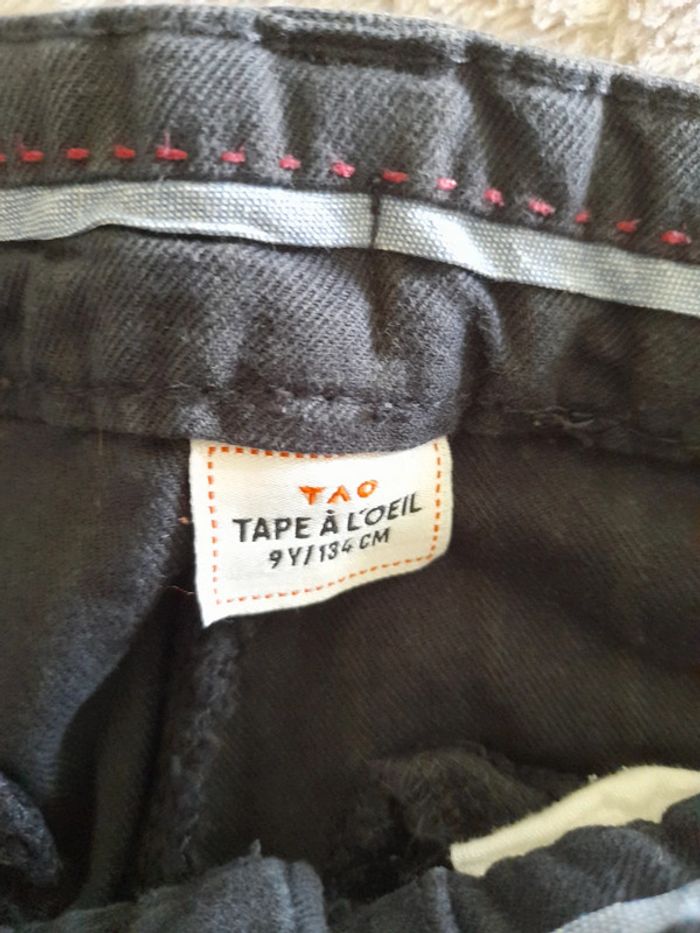 TAO
TAPE À L'OEIL
9Y/134 CM